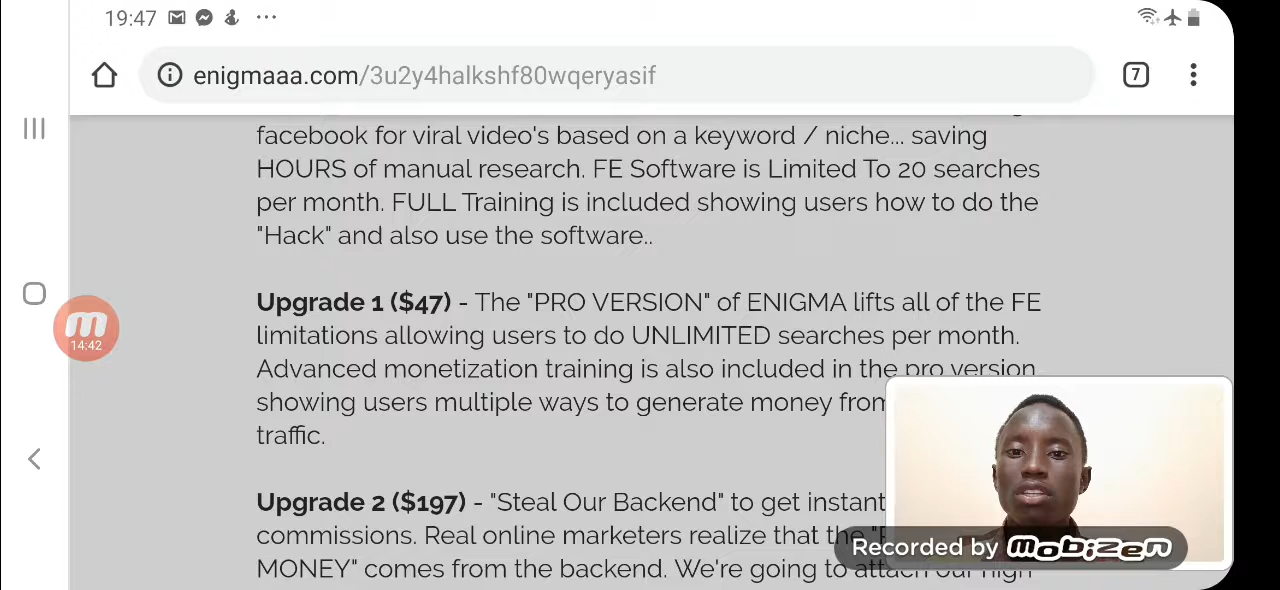 19:47
enigmaaa.com/3u2y4halkshf80wqeryasif
7
facebook for viral video's based on a keyword / niche... saving
HOURS of manual research. FE Software is Limited To 20 searches
per month. FULL Training is included showing users how to do the
"Hack" and also use the software..
Upgrade 1 ($47) - The "PRO VERSION" of ENIGMA lifts all of the FE
limitations allowing users to do UNLIMITED searches per month.
Advanced monetization training is also included in the pro version
showing users multiple ways to generate money from
traffic.
Upgrade 2 ($197) - "Steal Our Backend" to get instant
commissions. Real online marketers realize that the
MONEY" comes from the backend. We're going to attach our high
14:42
Recorded by mobizen